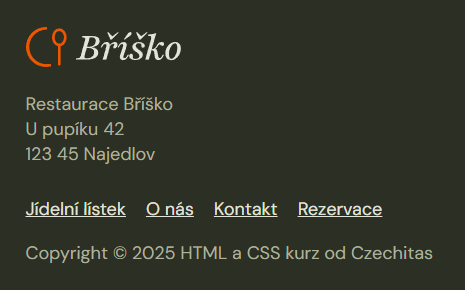 Bříško
Restaurace Bříško
U pupíku 42
123 45 Najedlov
Jídelní lístek O nás Kontakt Rezervace
Copyright © 2025 HTML a CSS kurz od Czechitas